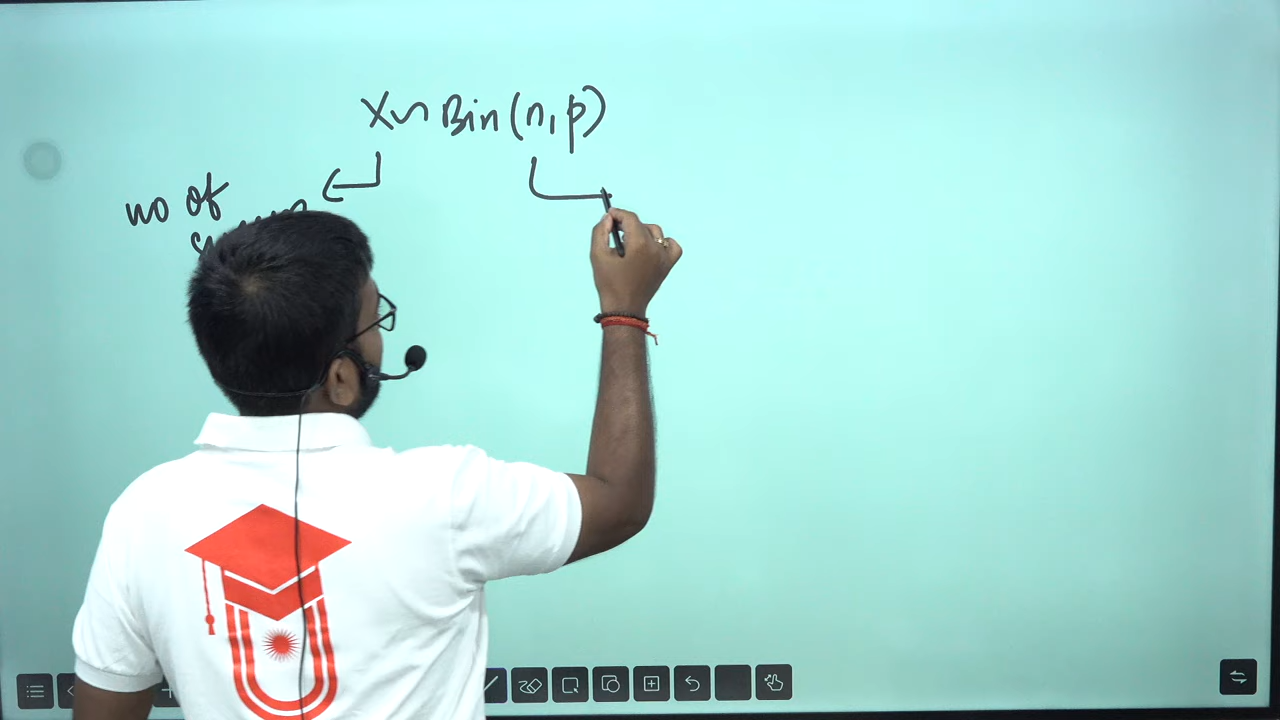 X ~ Bin(n, p)
no of